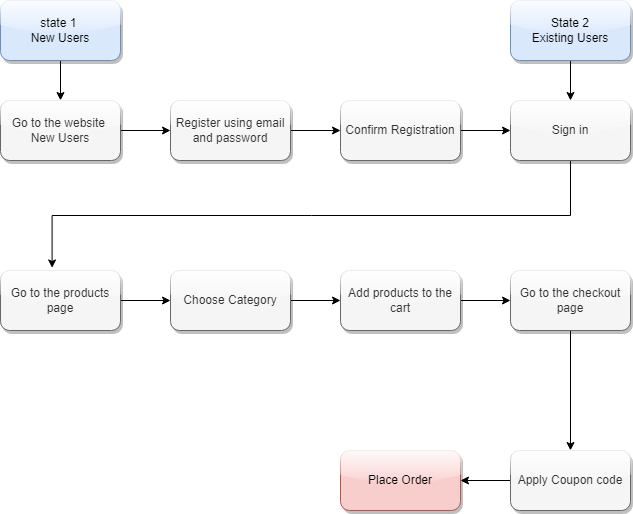 state 1
New Users
State 2
Existing Users
Go to the website
New Users
Register using email
and password
Confirm Registration
Sign in
Go to the products
page
Choose Category
Add products to the
cart
Go to the checkout
page
Place Order
Apply Coupon code